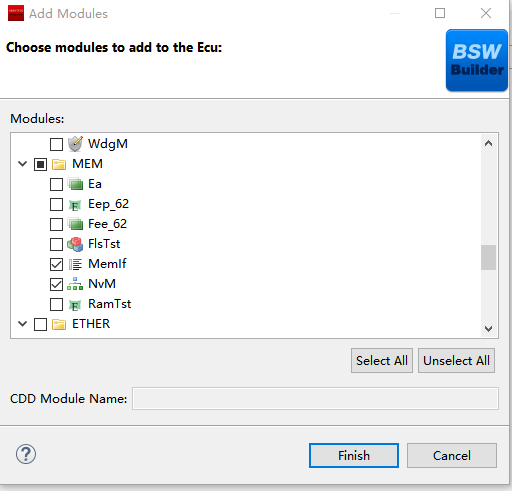 Add Modules
Choose modules to add to the Ecu:
BSW
Builder
Modules:
WdgM
MEM
Ea
Eep_62
Fee_62
FlsTst
MemIf
NvM
RamTst
ETHER
Select All
Unselect All
CDD Module Name:
Finish
Cancel